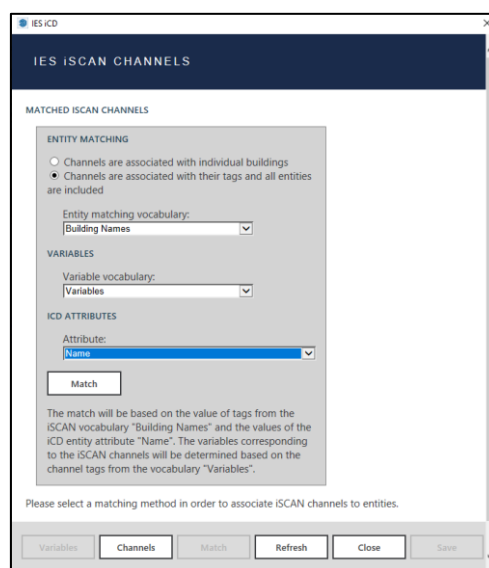 IES iCD
IES iSCAN CHANNELS
MATCHED ISCAN CHANNELS
ENTITY MATCHING
Channels are associated with individual buildings
Channels are associated with their tags and all entities
are included
Entity matching vocabulary:
Building Names
VARIABLES
Variable vocabulary:
Variables
ICD ATTRIBUTES
Attribute:
Name
Match
The match will be based on the value of tags from the
iSCAN vocabulary "Building Names" and the values of the
iCD entity attribute "Name". The variables corresponding
to the iSCAN channels will be determined based on the
channel tags from the vocabulary "Variables".
Please select a matching method in order to associate iSCAN channels to entities.
Variables Channels Match Refresh Close Save